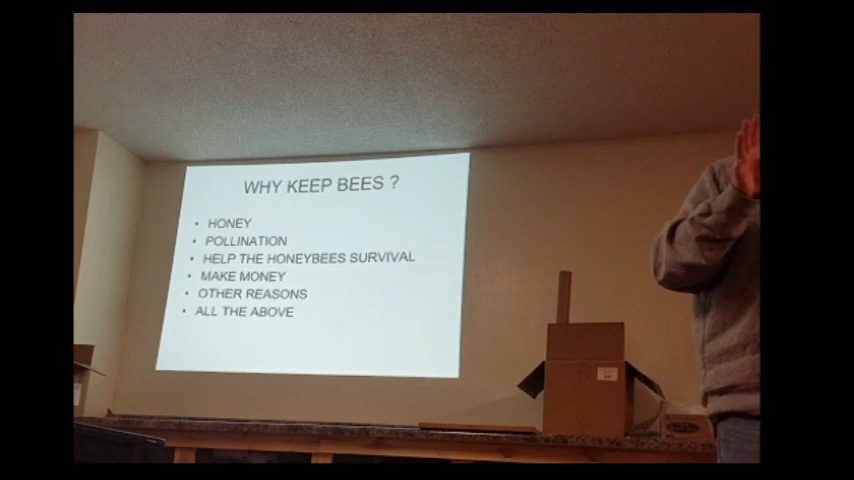 WHY KEEP BEES ?
• HONEY
• POLLINATION
• HELP THE HONEYBEES SURVIVAL
• MAKE MONEY
• OTHER REASONS
• ALL THE ABOVE